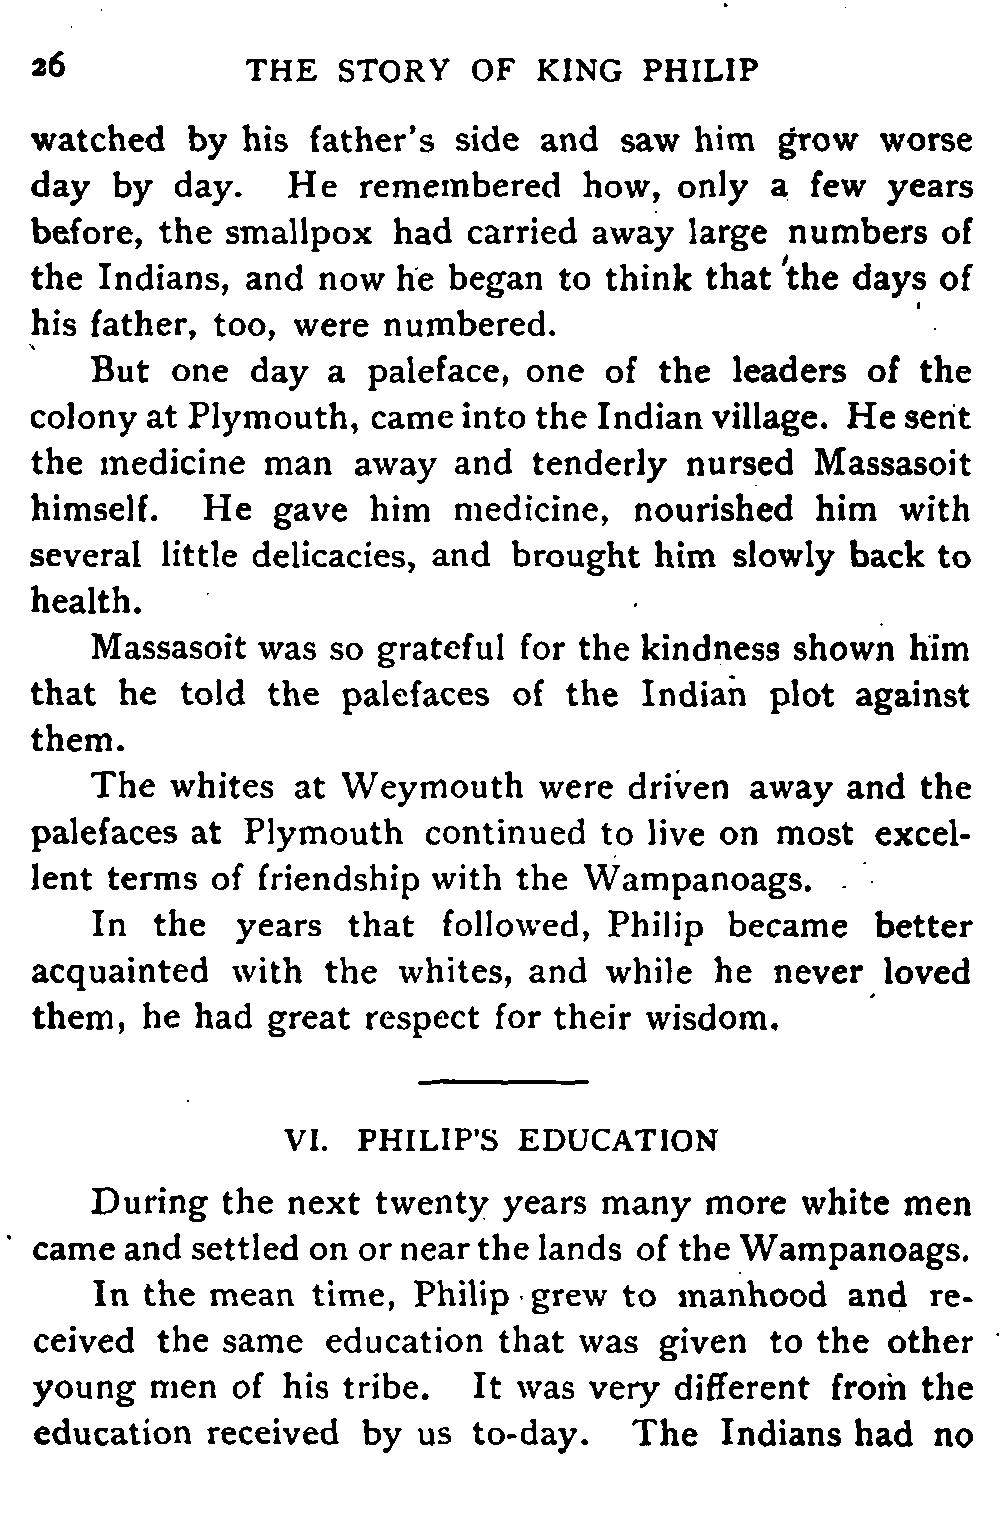 26 THE STORY OF KING PHILIP
watched by his father's side and saw him grow worse
day by day. He remembered how, only a few years
before, the smallpox had carried away large numbers of
the Indians, and now he began to think that the days of
his father, too, were numbered.
But one day a paleface, one of the leaders of the
colony at Plymouth, came into the Indian village. He sent
the medicine man away and tenderly nursed Massasoit
himself. He gave him medicine, nourished him with
several little delicacies, and brought him slowly back to
health.
Massasoit was so grateful for the kindness shown him
that he told the palefaces of the Indian plot against
them.
The whites at Weymouth were driven away and the
palefaces at Plymouth continued to live on most excel-
lent terms of friendship with the Wampanoags.
In the years that followed, Philip became better
acquainted with the whites, and while he never loved
them, he had great respect for their wisdom.
VI. PHILIP'S EDUCATION
During the next twenty years many more white men
came and settled on or near the lands of the Wampanoags.
In the mean time, Philip grew to manhood and re-
ceived the same education that was given to the other
young men of his tribe. It was very different from the
education received by us to-day. The Indians had no